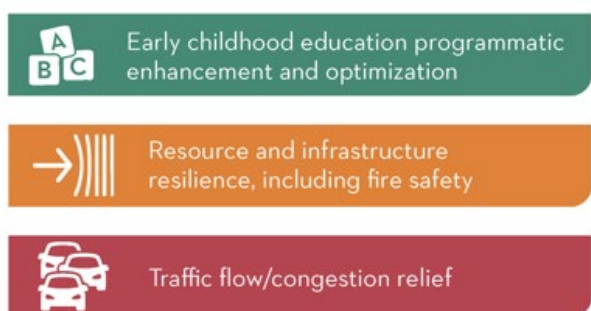 A
B C
Early childhood education programmatic
enhancement and optimization
Resource and infrastructure
resilience, including fire safety
Traffic flow/congestion relief